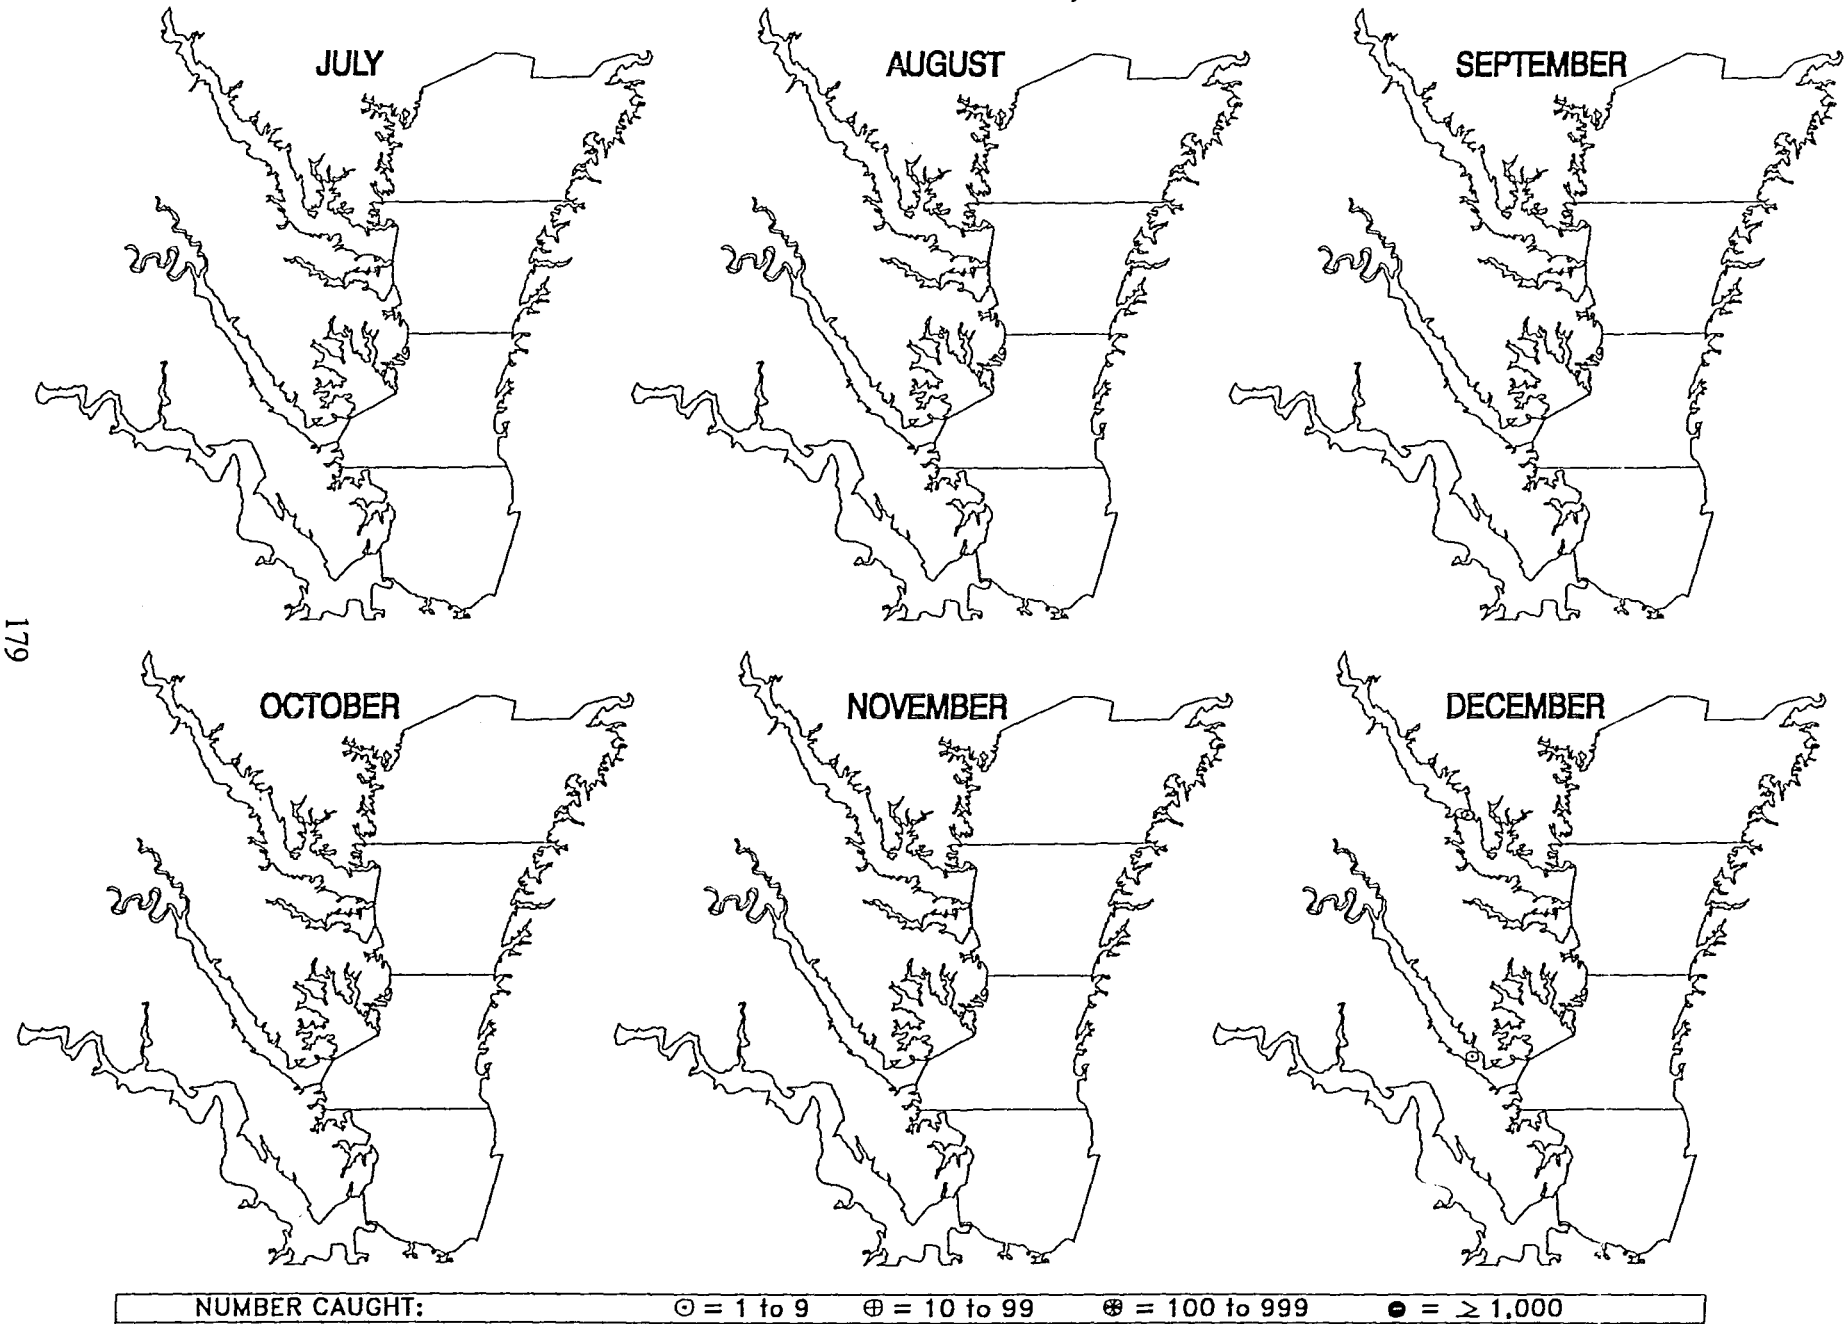 JULY
AUGUST
SEPTEMBER
179
OCTOBER
NOVEMBER
DECEMBER
NUMBER CAUGHT: ⊙ = 1 to 9 ⊕ = 10 to 99 ⊛ = 100 to 999 ● = ≥ 1,000